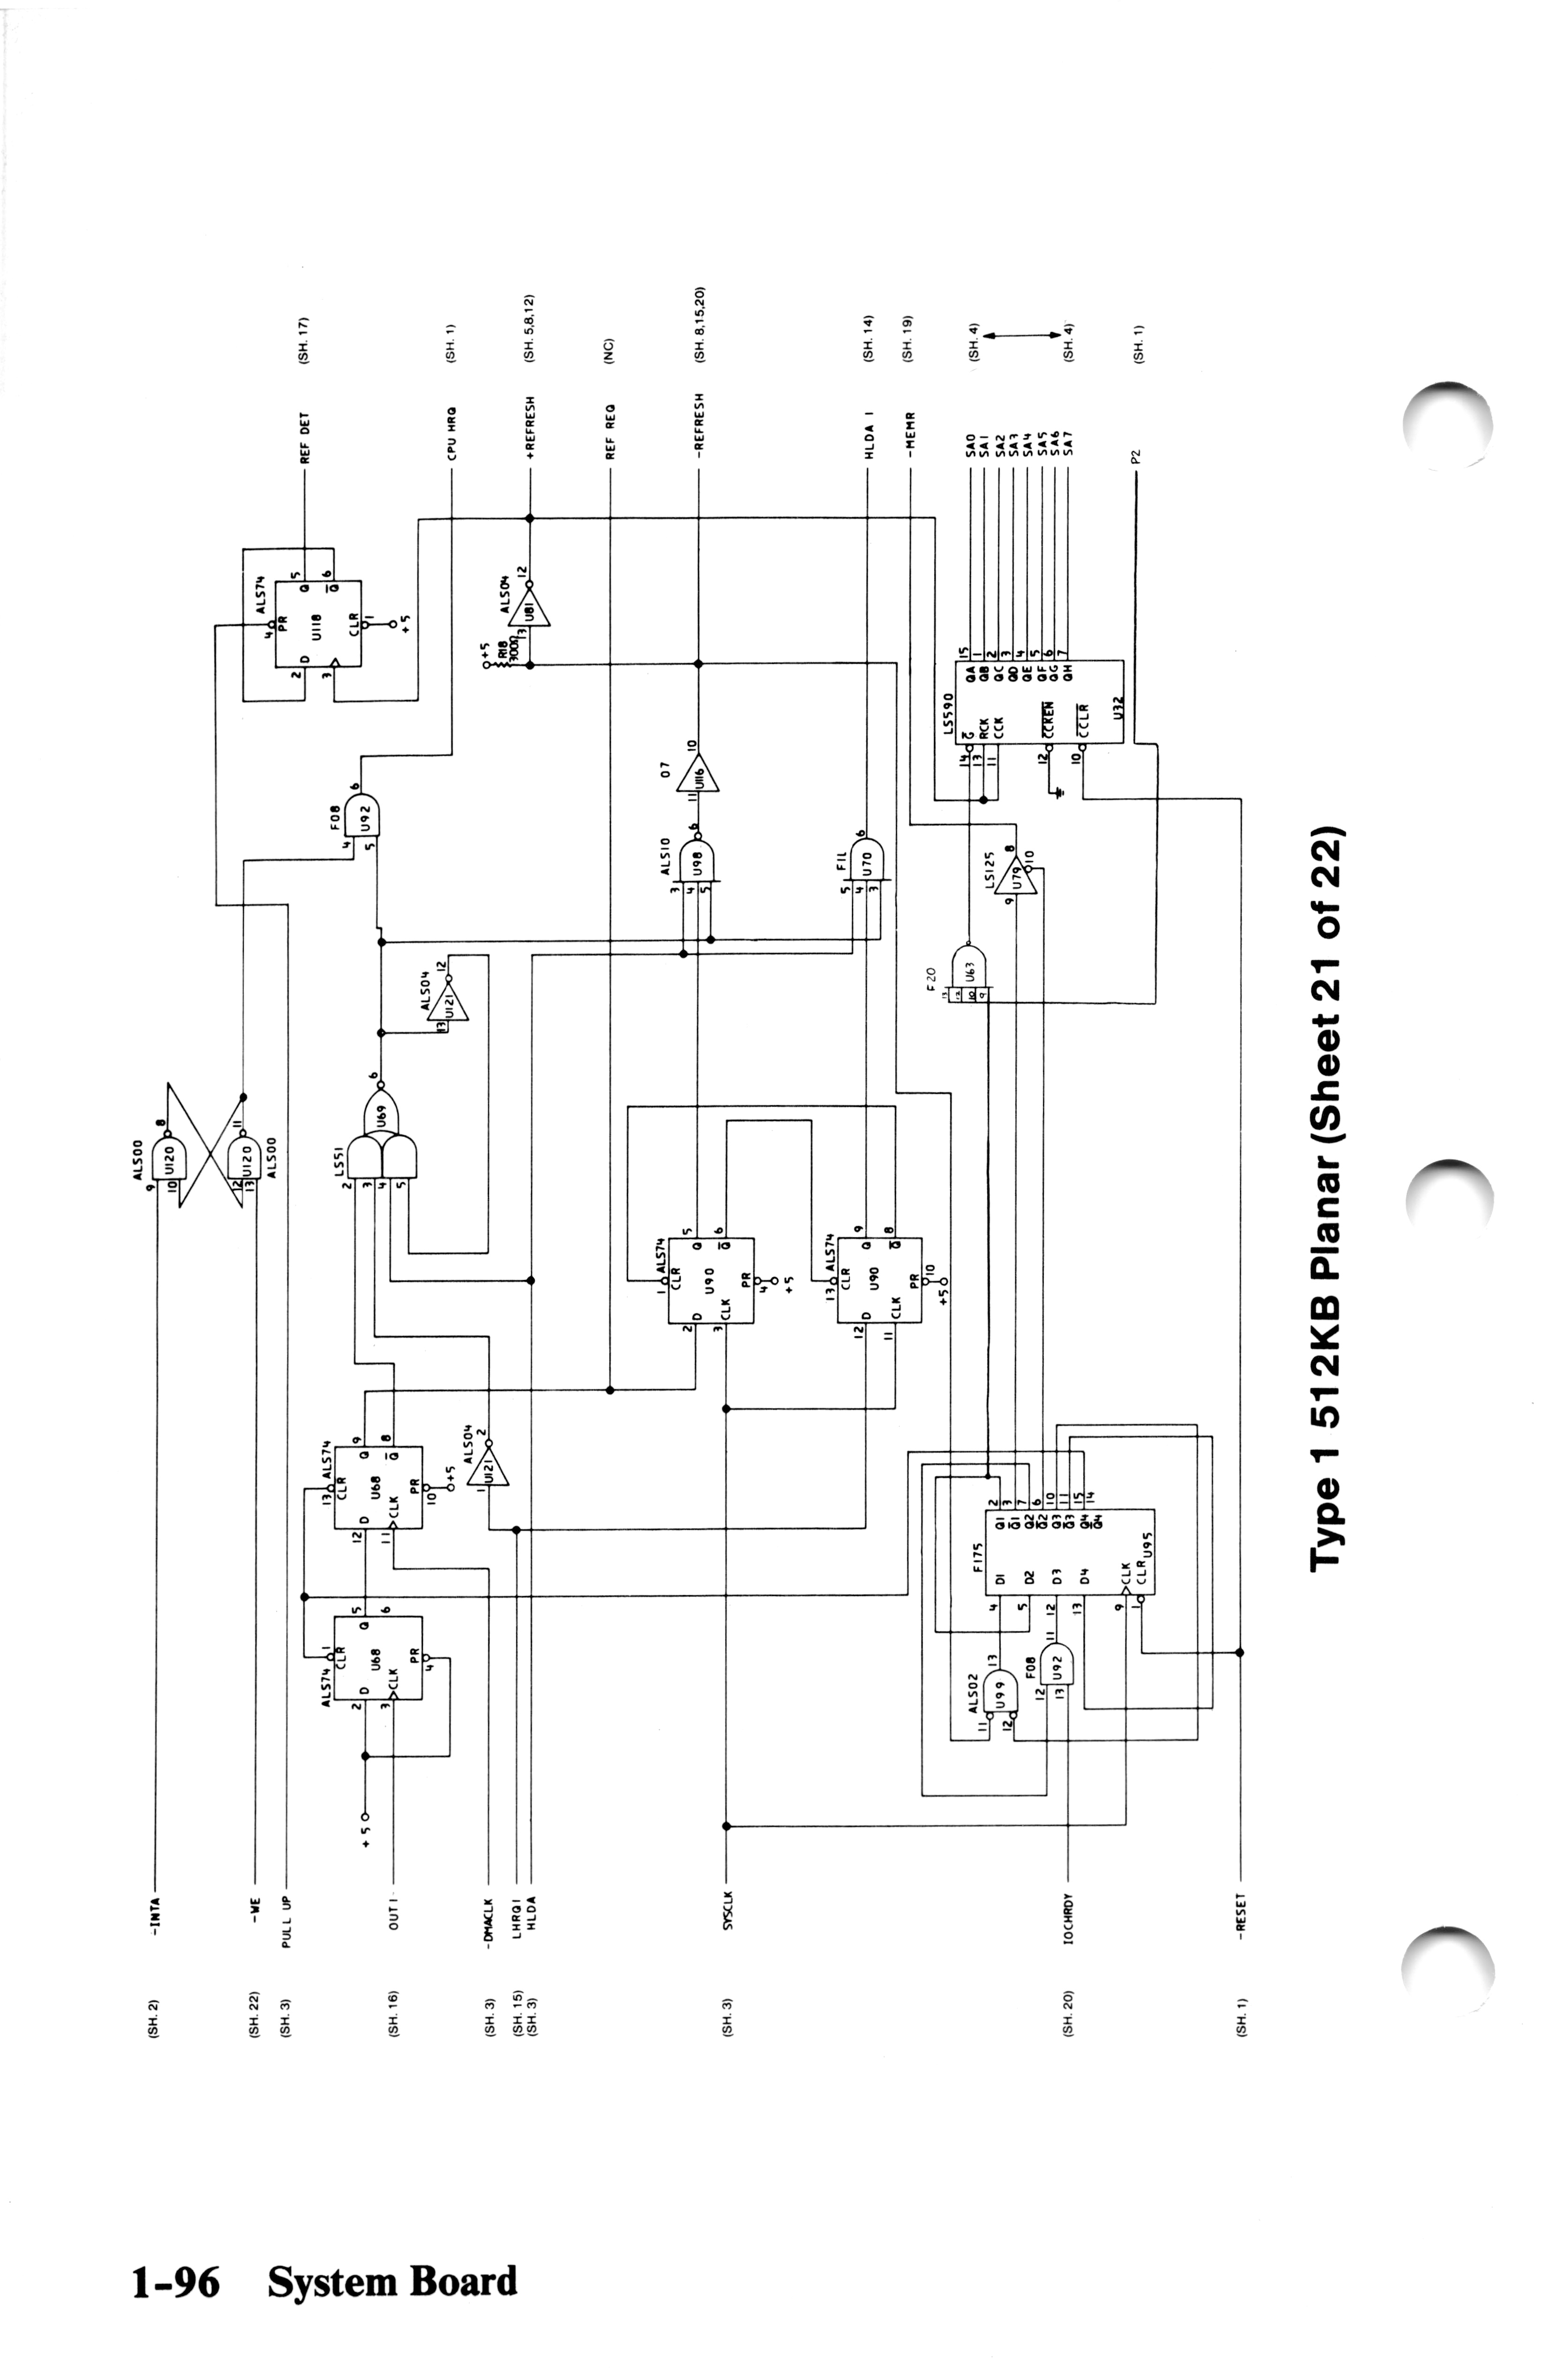 -INTA
(SH. 2)
-WE
(SH. 22)
PULL UP
(SH. 3)
OUT1
(SH. 16)
-DMACLK
(SH. 3)
LHRQ1
(SH. 15)
HLDA
(SH. 3)
SYSCLK
(SH. 3)
IOCHRDY
(SH. 20)
-RESET
(SH. 1)
REF DET
(SH. 17)
CPU HRQ
(SH. 1)
+REFRESH
(SH. 5,8,12)
REF REQ
(NC)
-REFRESH
(SH. 8,15,20)
HLDA 1
(SH. 14)
-MEMR
(SH. 19)
SA0
SA1
SA2
SA3
SA4
SA5
SA6
SA7
(SH. 4)
(SH. 4)
P2
(SH. 1)
ALS00
9
10
U120
8
12
13
U120
11
ALS00
ALS74
4
PR
2
D
3
U118
Q
5
Q
6
CLR
1
+5
F08
4
5
U92
6
LS51
2
3
4
5
U69
6
ALS04
13
U121
12
ALS74
1
CLR
2
D
3
CLK
U68
Q
5
6
PR
4
+5
ALS74
13
CLR
12
D
11
CLK
U68
Q
9
Q
8
PR
10
+5
ALS04
1
U121
2
+5
R18
300Ω
ALS04
13
U81
12
ALS74
1
CLR
2
D
3
CLK
U90
Q
5
Q
6
PR
4
+5
ALS74
13
CLR
12
D
11
CLK
U90
Q
9
Q
8
PR
10
+5
ALS10
3
4
5
U98
6
07
11
U116
10
F11
5
4
3
U70
6
LS125
9
U79
8
10
F20
13
12
10
9
U63
LS590
14
G
13
RCK
11
CCK
12
CCKEN
10
CCLR
U32
QA
15
QB
1
QC
2
QD
3
QE
4
QF
5
QG
6
QH
7
F175
4
D1
5
D2
12
D3
13
D4
9
CLK
1
CLR
U95
Q1
2
Q1
3
Q2
7
Q2
6
Q3
10
Q3
11
Q4
15
Q4
14
ALS02
11
12
U99
13
F08
12
13
U92
11
Type 1 512KB Planar (Sheet 21 of 22)
1-96 System Board